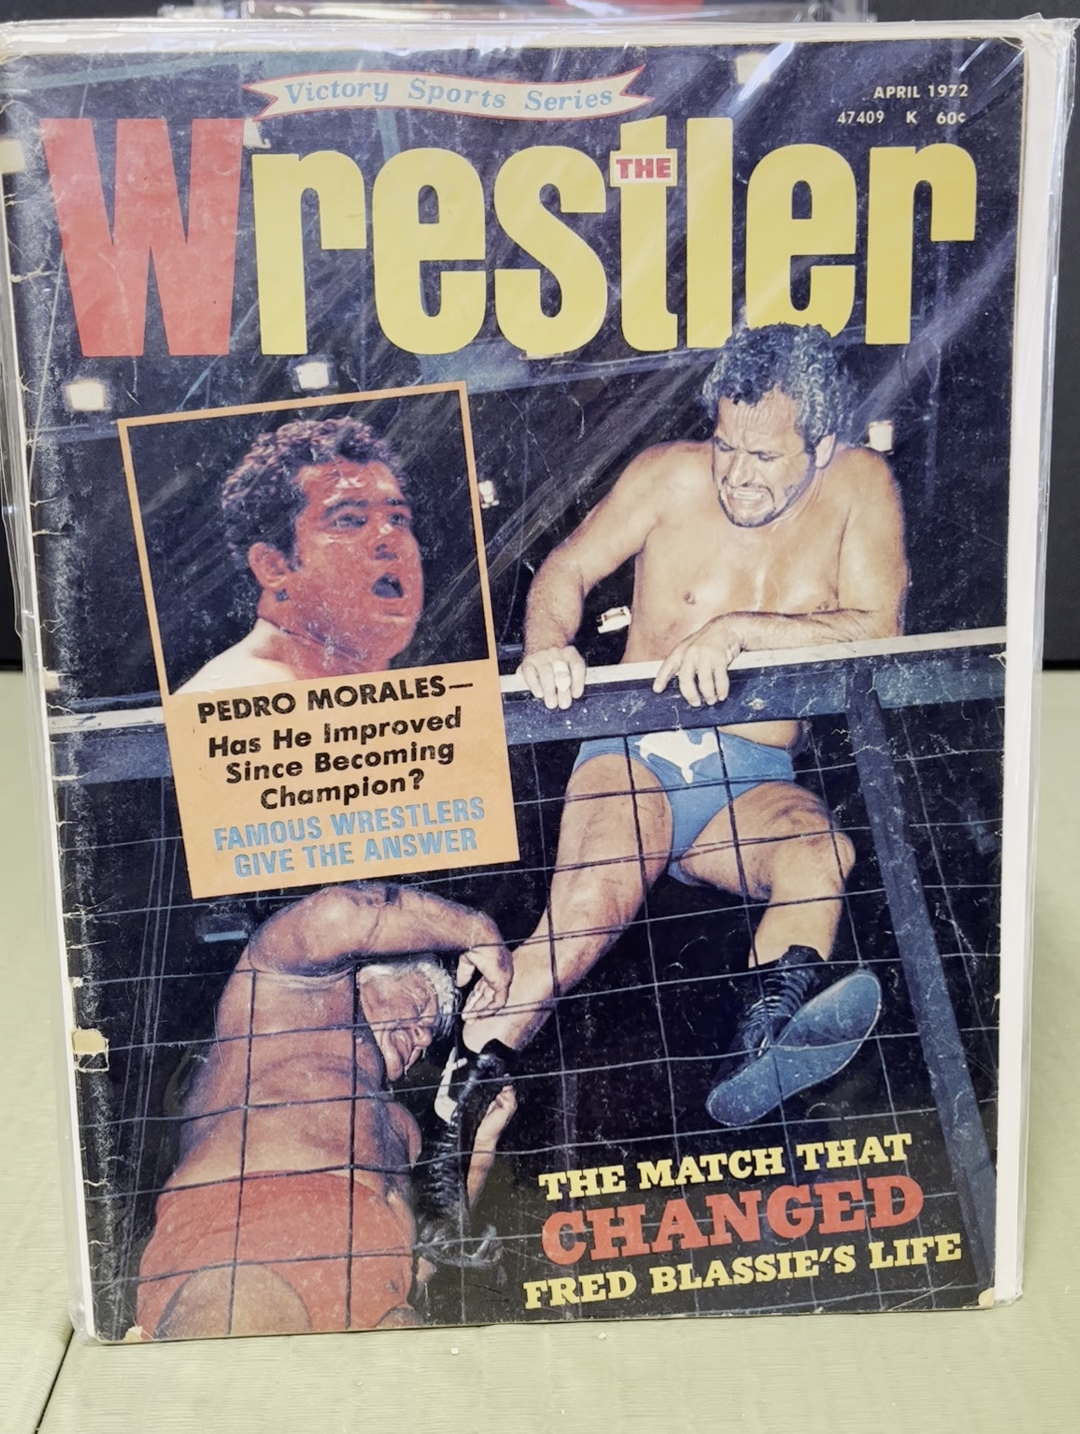 Victory Sports Series
APRIL 1972
47409 K 60¢
THE
Wrestler
PEDRO MORALES—
Has He Improved
Since Becoming
Champion?
FAMOUS WRESTLERS
GIVE THE ANSWER
THE MATCH THAT
CHANGED
FRED BLASSIE'S LIFE